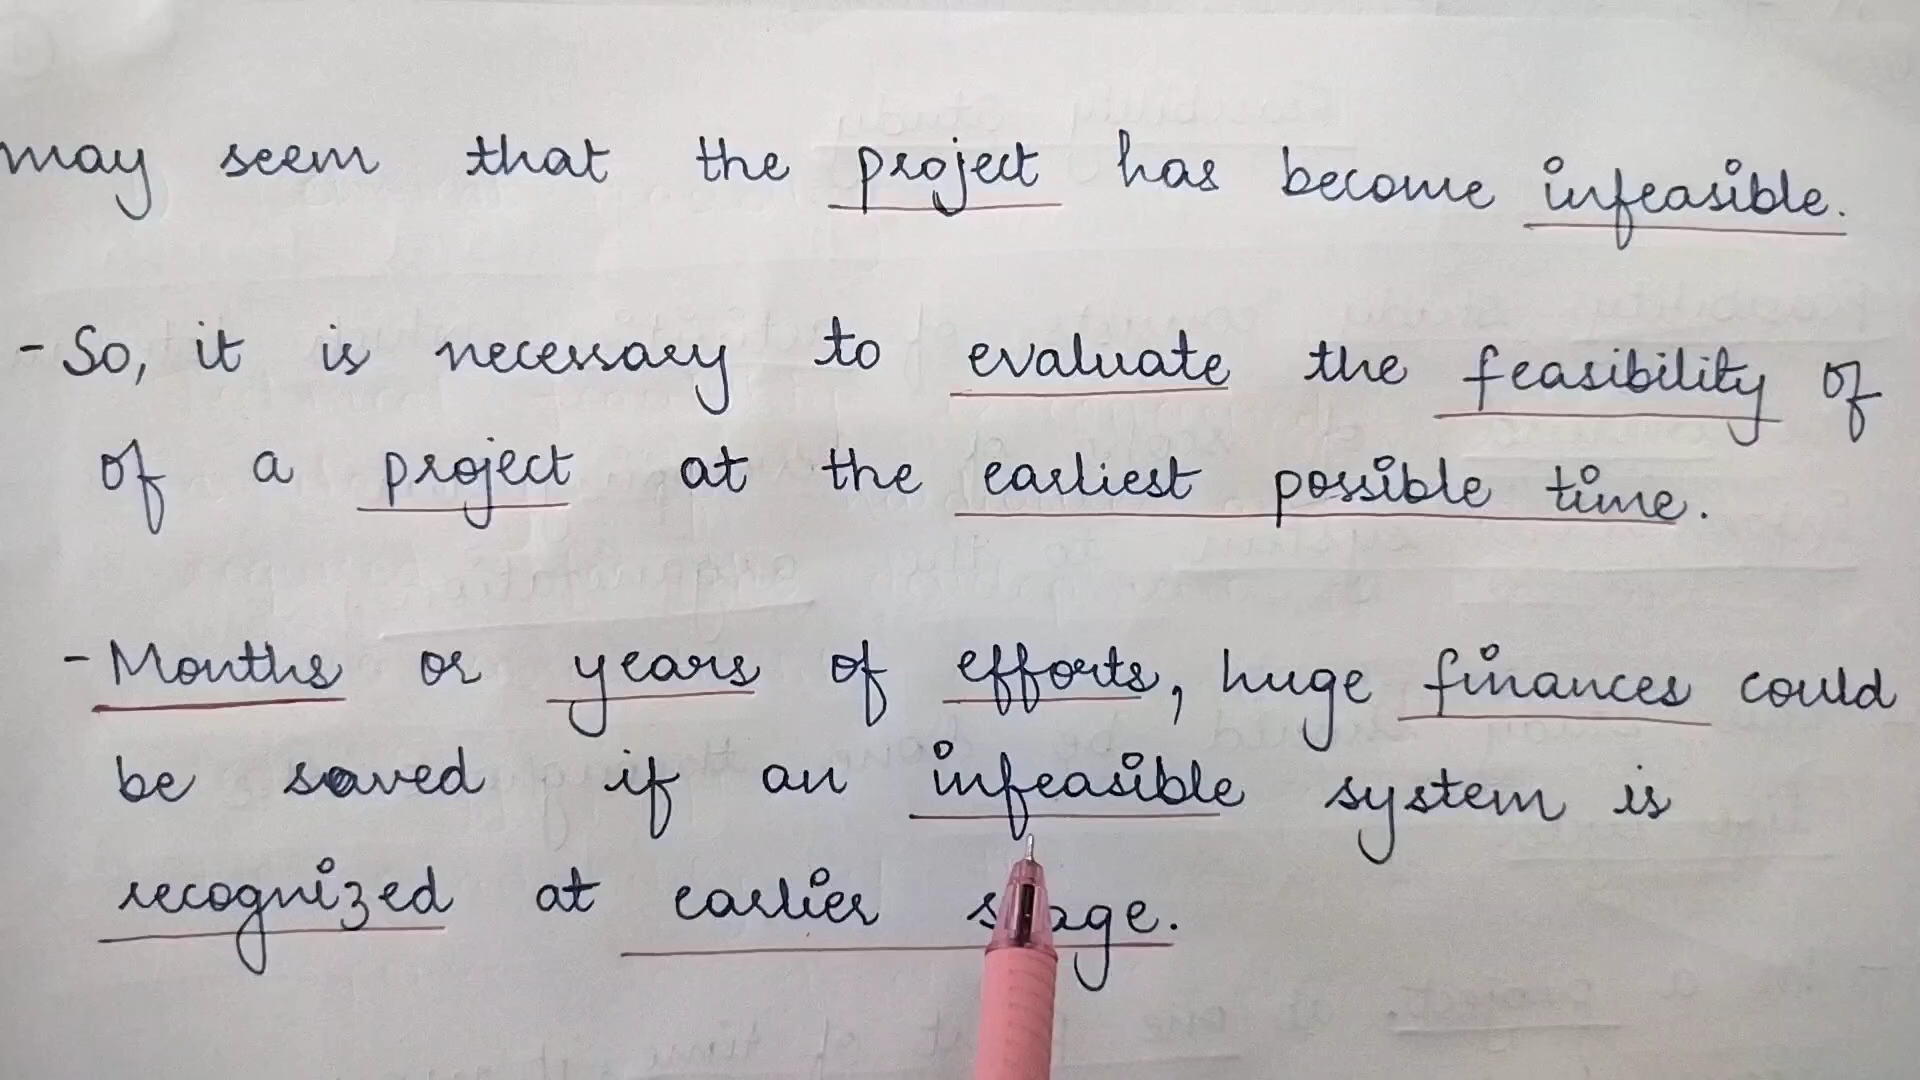 may seem that the project has become infeasible.
- So, it is necessary to evaluate the feasibility of
of a project at the earliest possible time.
- Months or years of efforts, huge finances could
be saved if an infeasible system is
recognized at earlier stage.